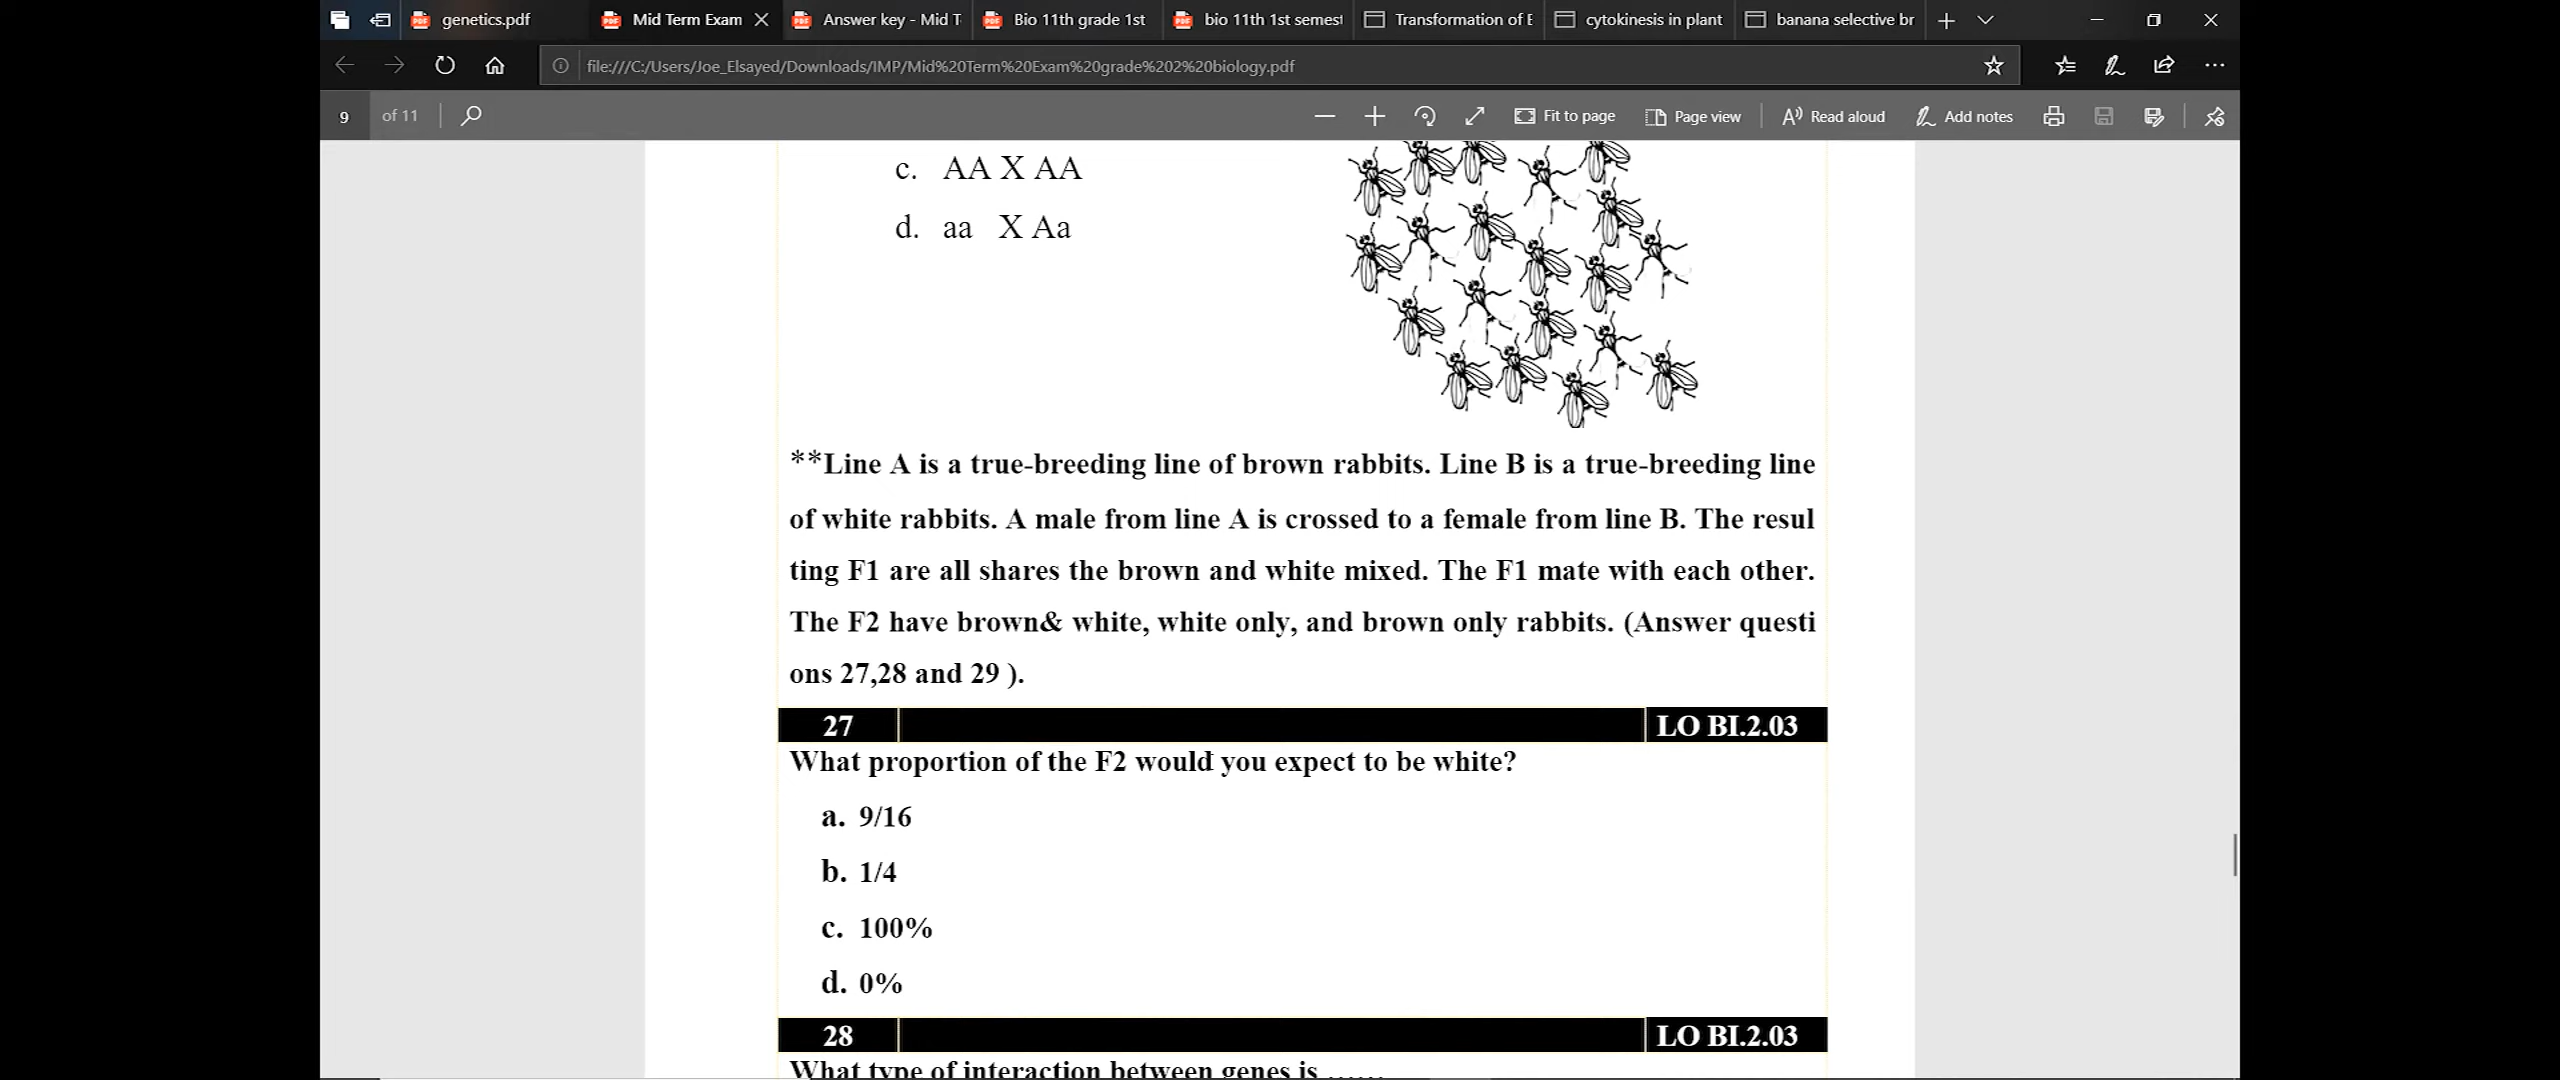 genetics.pdf
Mid Term Exam
Answer key - Mid T
Bio 11th grade 1st
bio 11th 1st semest
Transformation of E
cytokinesis in plant
banana selective br
file:///C:/Users/Joe_Elsayed/Downloads/IMP/Mid%20Term%20Exam%20grade%202%20biology.pdf
9 of 11
Fit to page
Page view
Read aloud
Add notes
c. AA X AA
d. aa X Aa
**Line A is a true-breeding line of brown rabbits. Line B is a true-breeding line
of white rabbits. A male from line A is crossed to a female from line B. The resul
ting F1 are all shares the brown and white mixed. The F1 mate with each other.
The F2 have brown& white, white only, and brown only rabbits. (Answer questi
ons 27,28 and 29 ).
27 LO BI.2.03
What proportion of the F2 would you expect to be white?
a. 9/16
b. 1/4
c. 100%
d. 0%
28 LO BI.2.03
What type of interaction between genes is ......